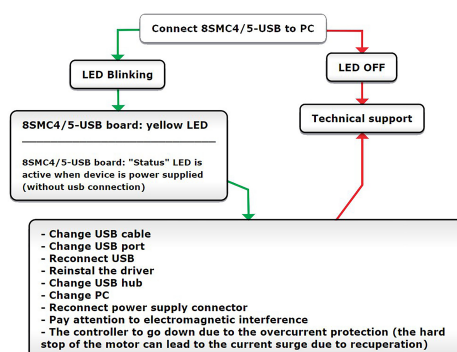 Connect 8SMC4/5-USB to PC
LED Blinking
LED OFF
8SMC4/5-USB board: yellow LED
8SMC4/5-USB board: "Status" LED is
active when device is power supplied
(without usb connection)
Technical support
- Change USB cable
- Change USB port
- Reconnect USB
- Reinstal the driver
- Change USB hub
- Change PC
- Reconnect power supply connector
- Pay attention to electromagnetic interference
- The controller to go down due to the overcurrent protection (the hard
stop of the motor can lead to the current surge due to recuperation)